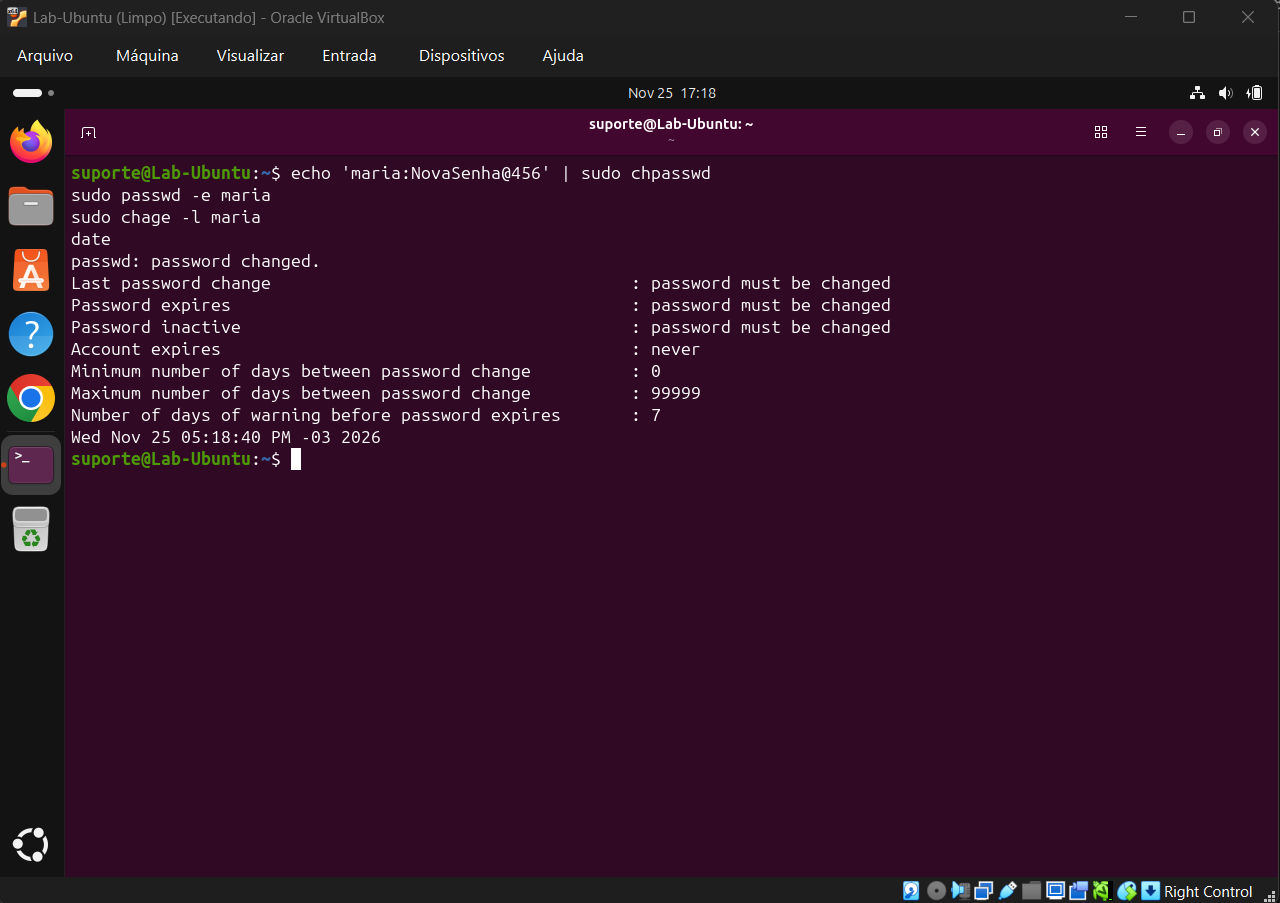 Lab-Ubuntu (Limpo) [Executando] - Oracle VirtualBox
Arquivo Máquina Visualizar Entrada Dispositivos Ajuda
Nov 25 17:18
suporte@Lab-Ubuntu: ~
~
suporte@Lab-Ubuntu:~$ echo 'maria:NovaSenha@456' | sudo chpasswd
sudo passwd -e maria
sudo chage -l maria
date
passwd: password changed.
Last password change : password must be changed
Password expires : password must be changed
Password inactive : password must be changed
Account expires : never
Minimum number of days between password change : 0
Maximum number of days between password change : 99999
Number of days of warning before password expires : 7
Wed Nov 25 05:18:40 PM -03 2026
suporte@Lab-Ubuntu:~$
Right Control